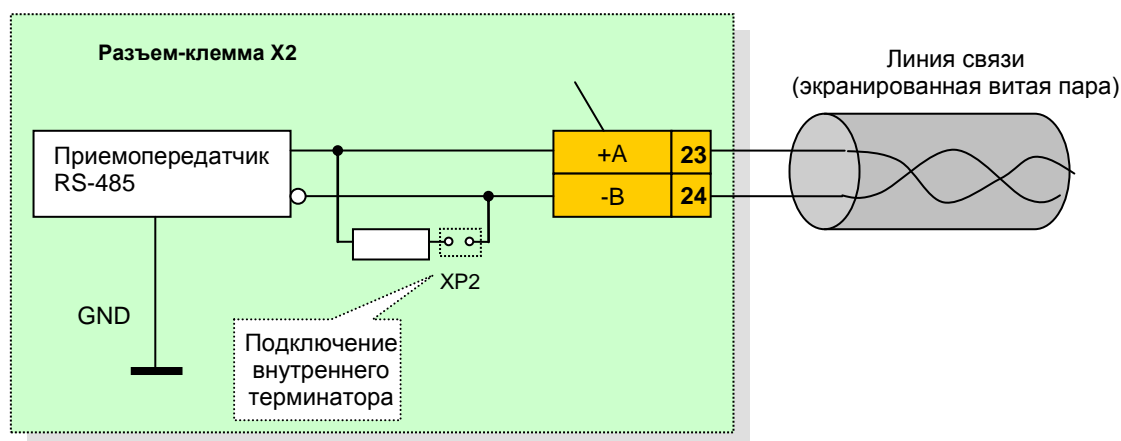 Разъем-клемма X2
Линия связи
(экранированная витая пара)
Приемопередатчик
RS-485
+A
23
-B
24
XP2
GND
Подключение
внутреннего
терминатора